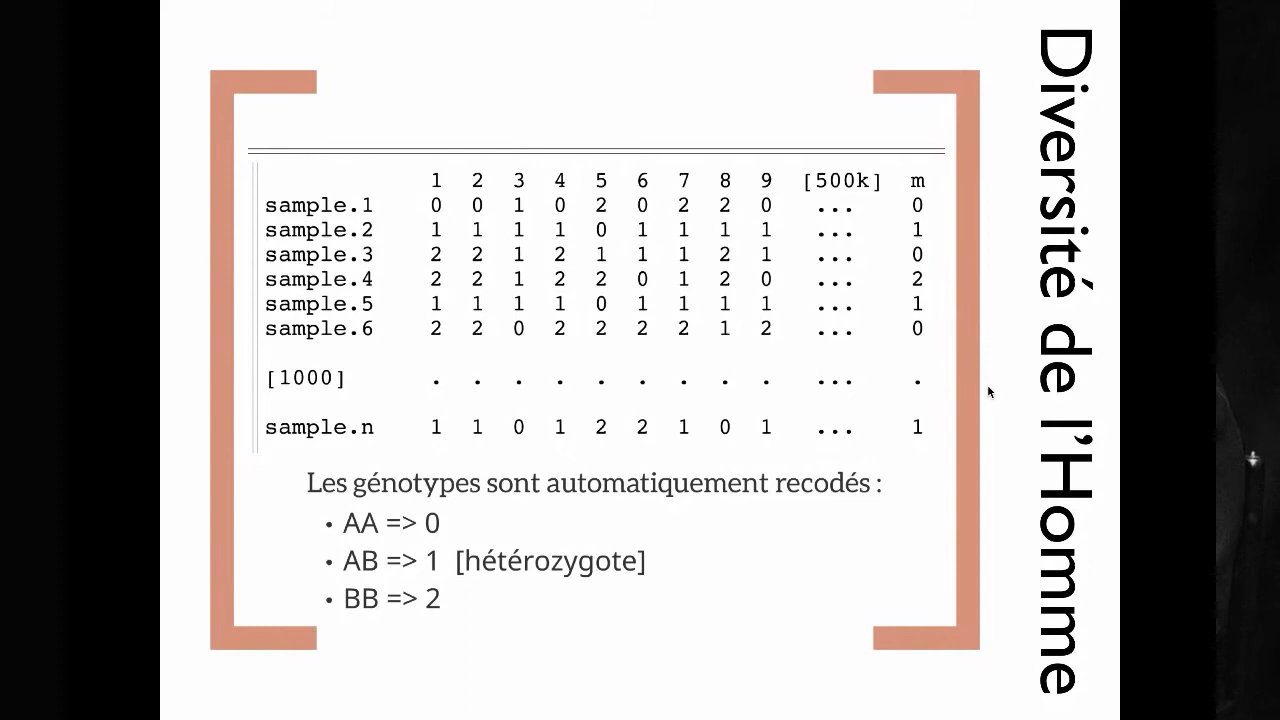 1 2 3 4 5 6 7 8 9 [500k] m
sample.1 0 0 1 0 2 0 2 2 0 ... 0
sample.2 1 1 1 1 0 1 1 1 1 ... 1
sample.3 2 2 1 2 1 1 1 2 1 ... 0
sample.4 2 2 1 2 2 0 1 2 0 ... 2
sample.5 1 1 1 1 0 1 1 1 1 ... 1
sample.6 2 2 0 2 2 2 2 1 2 ... 0
[1000] . . . . . . . . . ... .
sample.n 1 1 0 1 2 2 1 0 1 ... 1
Les génotypes sont automatiquement recodés :
• AA => 0
• AB => 1 [hétérozygote]
• BB => 2
Diversité de l'Homme